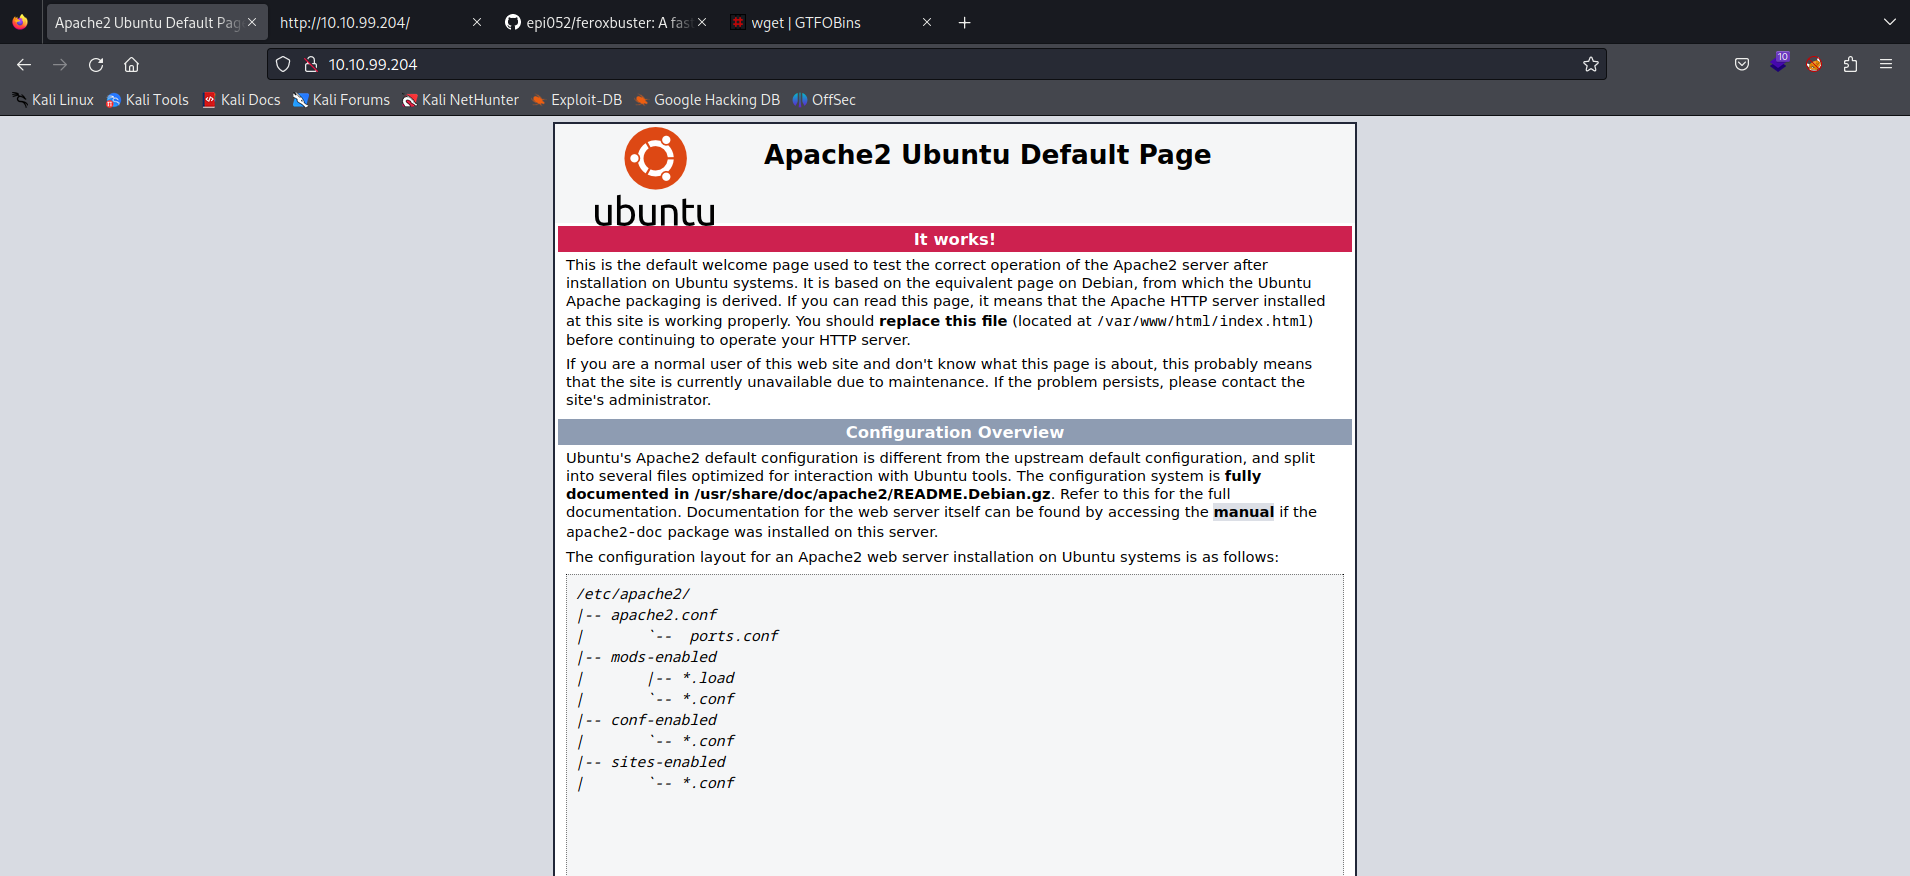 Apache2 Ubuntu Default Pag
http://10.10.99.204/
epi052/feroxbuster: A fas
wget | GTFOBins
10.10.99.204
10
Kali Linux
Kali Tools
Kali Docs
Kali Forums
Kali NetHunter
Exploit-DB
Google Hacking DB
OffSec
ubuntu
Apache2 Ubuntu Default Page
It works!
This is the default welcome page used to test the correct operation of the Apache2 server after
installation on Ubuntu systems. It is based on the equivalent page on Debian, from which the Ubuntu
Apache packaging is derived. If you can read this page, it means that the Apache HTTP server installed
at this site is working properly. You should replace this file (located at /var/www/html/index.html)
before continuing to operate your HTTP server.
If you are a normal user of this web site and don't know what this page is about, this probably means
that the site is currently unavailable due to maintenance. If the problem persists, please contact the
site's administrator.
Configuration Overview
Ubuntu's Apache2 default configuration is different from the upstream default configuration, and split
into several files optimized for interaction with Ubuntu tools. The configuration system is fully
documented in /usr/share/doc/apache2/README.Debian.gz. Refer to this for the full
documentation. Documentation for the web server itself can be found by accessing the manual if the
apache2-doc package was installed on this server.
The configuration layout for an Apache2 web server installation on Ubuntu systems is as follows:
/etc/apache2/
|-- apache2.conf
|       `--  ports.conf
|-- mods-enabled
|       |-- *.load
|       `-- *.conf
|-- conf-enabled
|       `-- *.conf
|-- sites-enabled
|       `-- *.conf